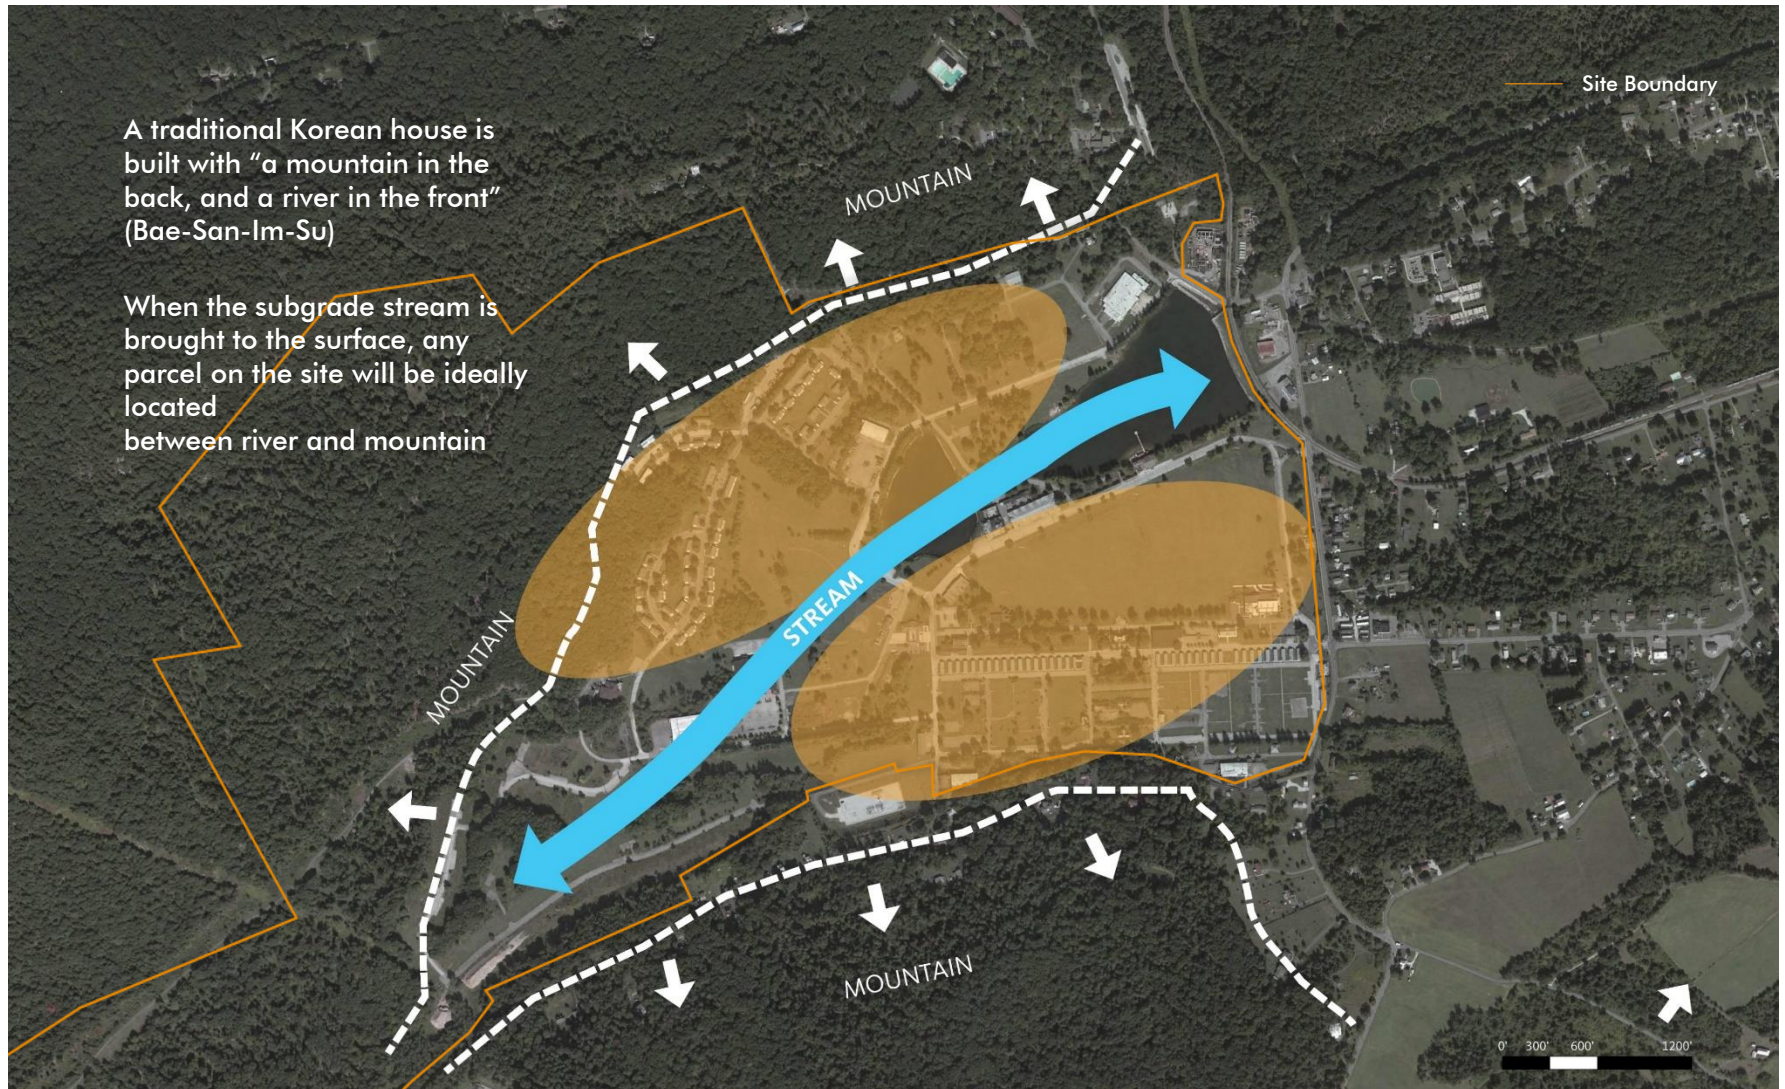 A traditional Korean house is
built with “a mountain in the
back, and a river in the front”
(Bae-San-Im-Su)
When the subgrade stream is
brought to the surface, any
parcel on the site will be ideally
located
between river and mountain
Site Boundary
MOUNTAIN
MOUNTAIN
STREAM
MOUNTAIN
0' 300' 600' 1200'